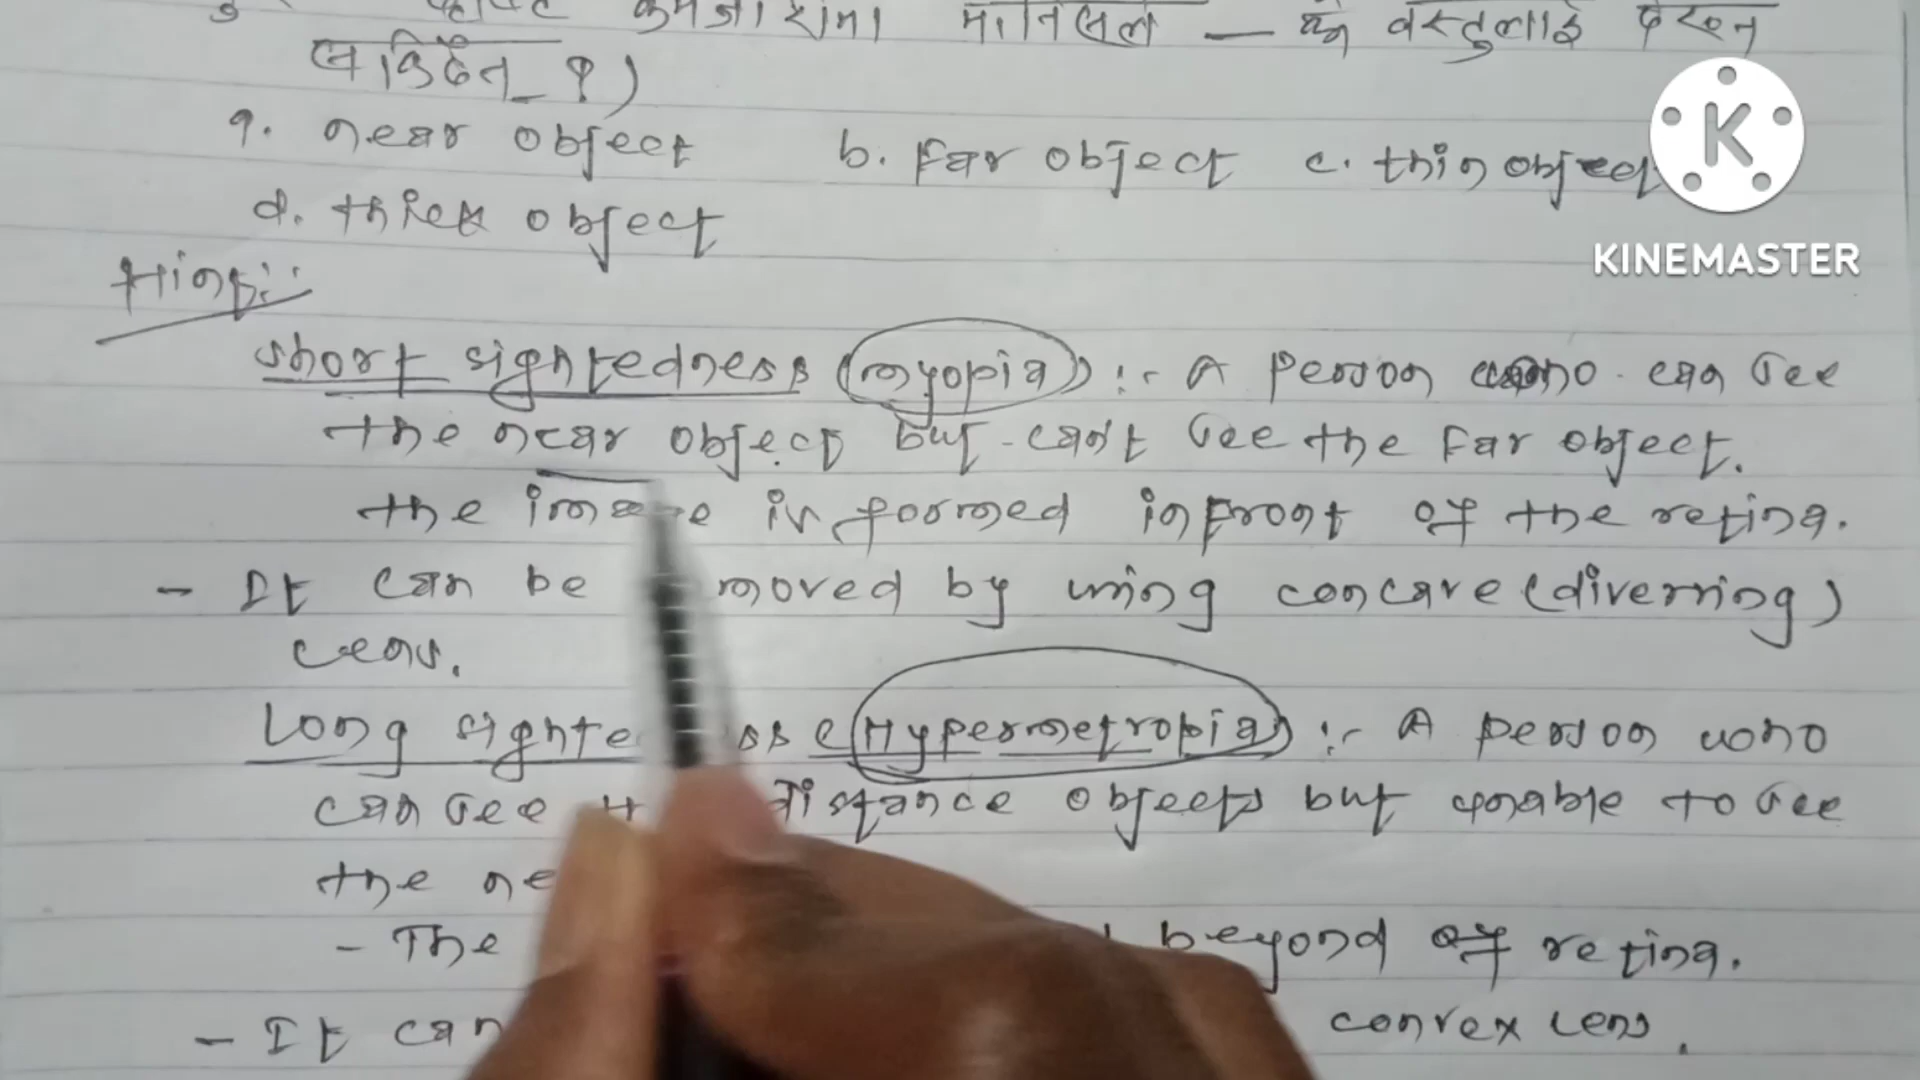 मानिसले — कुन वस्तुलाई देख्न
सकिदैन ?)
a. near object b. Far object c. thin object
d. thick object
Hint:-
Short sightedness (myopia) :- A person who can see
the near object but can't see the far object.
the image is formed infront of the retina.
- It can be moved by using concave (diverging)
Lens.
Long sighte ss (Hypermetropia) :- A person who
can see distance objects but unable to see
the ne
- The beyond of retina.
- It can convex lens.
KINEMASTER